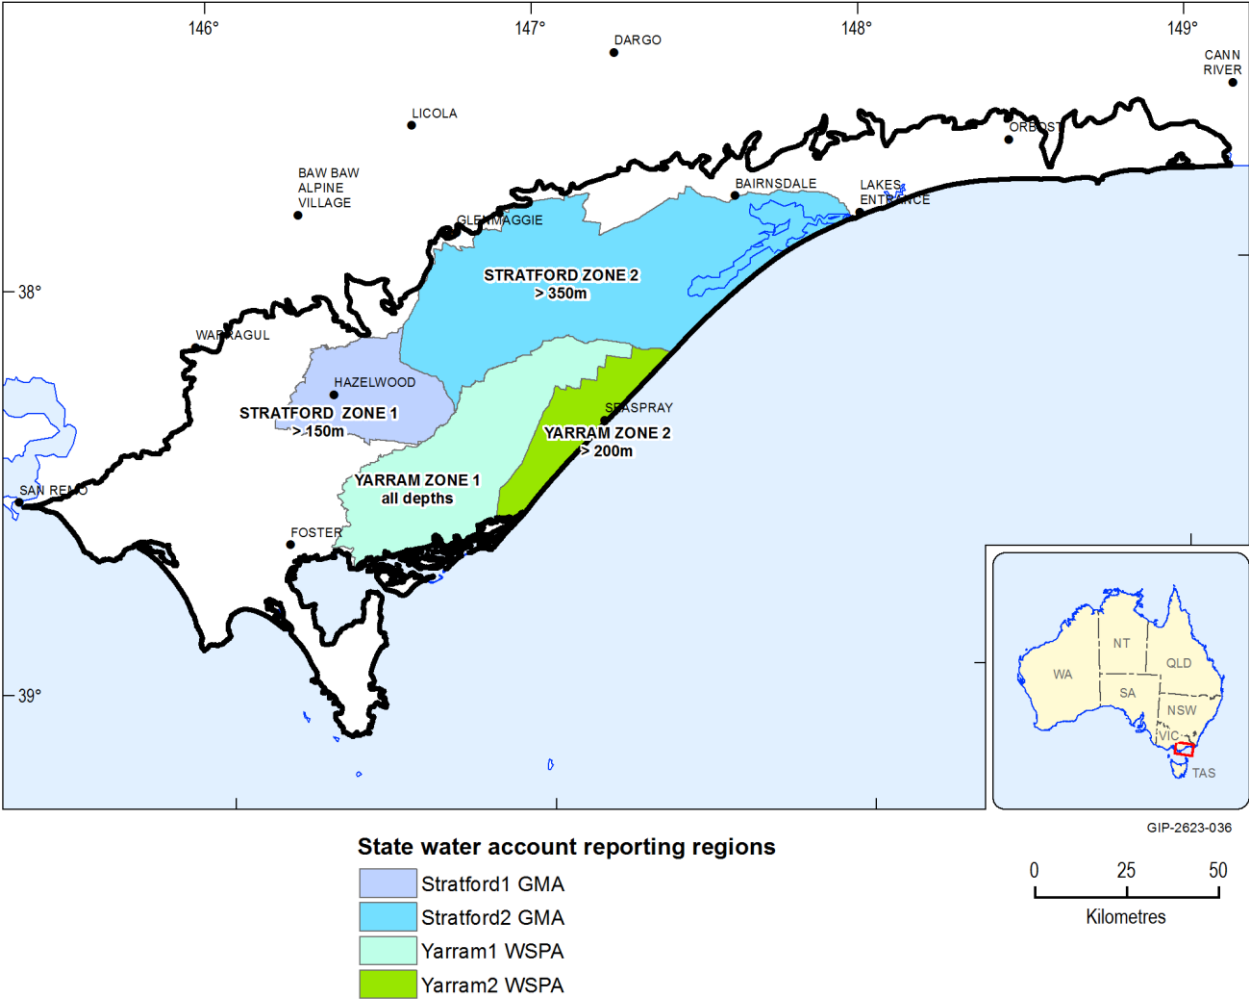 146°
147°
148°
149°
DARGO
CANN
RIVER
LICOLA
ORBOST
BAW BAW
ALPINE
VILLAGE
BAIRNSDALE
LAKES
ENTRANCE
GLENMAGGIE
STRATFORD ZONE 2
> 350m
38°
WARRAGUL
HAZELWOOD
STRATFORD ZONE 1
> 150m
SEASPRAY
YARRAM ZONE 2
> 200m
YARRAM ZONE 1
all depths
SAN REMO
FOSTER
39°
NT
WA
QLD
SA
NSW
VIC
TAS
GIP-2623-036
State water account reporting regions
Stratford1 GMA
Stratford2 GMA
Yarram1 WSPA
Yarram2 WSPA
0 25 50
Kilometres